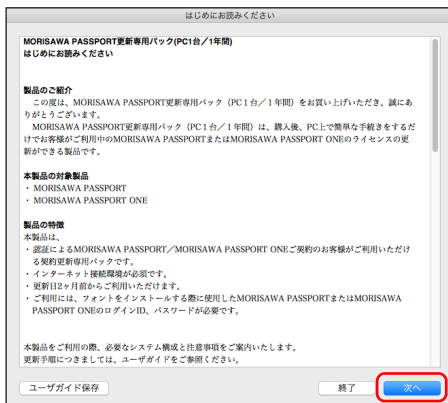 はじめにお読みください
MORISAWA PASSPORT更新専用パック(PC1台/1年間)
はじめにお読みください
製品のご紹介
この度は、MORISAWA PASSPORT更新専用パック（PC 1 台／ 1 年間）をお買い上げいただき、誠にあ
りがとうございます。
MORISAWA PASSPORT更新専用パック（PC 1 台／ 1 年間）は、購入後、PC上で簡単な手続きをするだ
けでお客様がご利用中のMORISAWA PASSPORTまたはMORISAWA PASSPORT ONEのライセンスの更
新ができる製品です。
本製品の対象製品
・ MORISAWA PASSPORT
・ MORISAWA PASSPORT ONE
製品の特徴
本製品は、
・ 認証によるMORISAWA PASSPORT／MORISAWA PASSPORT ONEご契約のお客様がご利用いただけ
る契約更新専用パックです。
・ インターネット接続環境が必須です。
・ 更新日2ヶ月前からご利用いただけます。
・ ご利用には、フォントをインストールする際に使用したMORISAWA PASSPORTまたはMORISAWA
PASSPORT ONEのログインID、パスワードが必要です。
本製品をご利用の際、必要なシステム構成と注意事項をご案内いたします。
更新手順につきましては、ユーザガイドをご参照ください。
ユーザガイド保存 終了 次へ